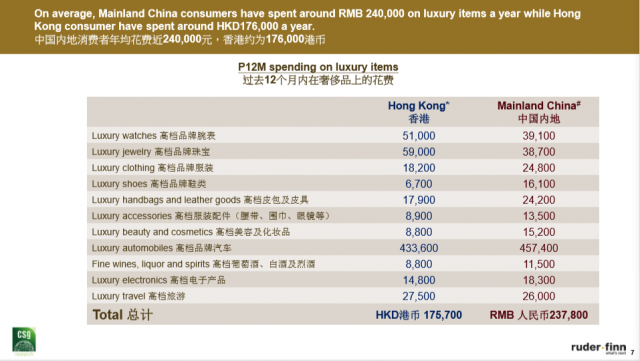 On average, Mainland China consumers have spent around RMB 240,000 on luxury items a year while Hong
Kong consumer have spent around HKD176,000 a year.
中国内地消费者年均花费近240,000元，香港约为176,000港币
P12M spending on luxury items
过去12个月内在奢侈品上的花费
Hong Kong* Mainland China#
香港 中国内地
Luxury watches 高档品牌腕表 51,000 39,100
Luxury jewelry 高档品牌珠宝 59,000 38,700
Luxury clothing 高档品牌服装 18,200 24,800
Luxury shoes 高档品牌鞋类 6,700 16,100
Luxury handbags and leather goods 高档皮包及皮具 17,900 24,200
Luxury accessories 高档服装配件（腰带、围巾、眼镜等） 8,900 13,500
Luxury beauty and cosmetics 高档美容及化妆品 8,800 15,200
Luxury automobiles 高档品牌汽车 433,600 457,400
Fine wines, liquor and spirits 高档葡萄酒、白酒及烈酒 8,800 11,500
Luxury electronics 高档电子产品 14,800 18,300
Luxury travel 高档旅游 27,500 26,000
Total 总计 HKD港币 175,700 RMB 人民币237,800
csg
ruder·finn
7